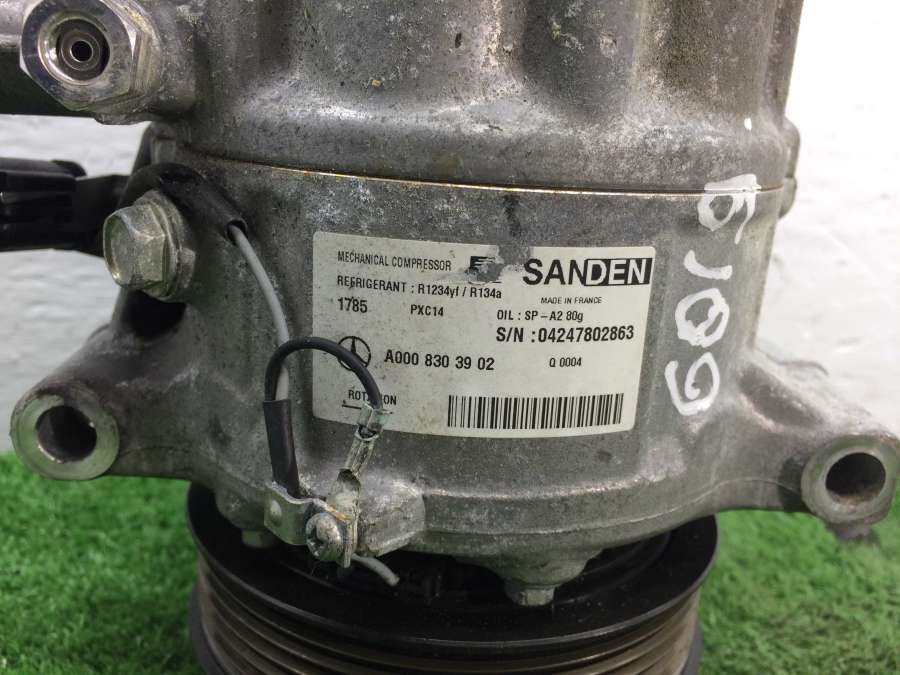 MECHANICAL COMPRESSOR SANDEN
REFRIGERANT : R1234yf / R134a MADE IN FRANCE
1785 PXC14 OIL : SP-A2 80g
S/N : 04247802863
A000 830 39 02 Q 0004
6109